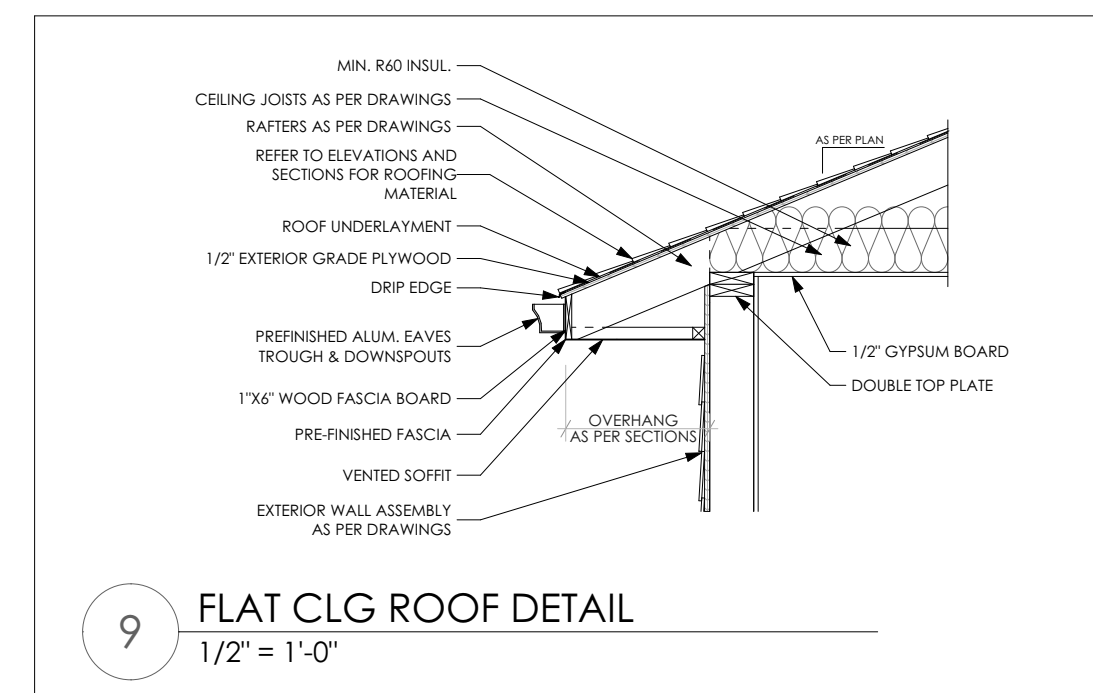 MIN. R60 INSUL.
CEILING JOISTS AS PER DRAWINGS
RAFTERS AS PER DRAWINGS
REFER TO ELEVATIONS AND
SECTIONS FOR ROOFING
MATERIAL
ROOF UNDERLAYMENT
1/2" EXTERIOR GRADE PLYWOOD
DRIP EDGE
PREFINISHED ALUM. EAVES
TROUGH & DOWNSPOUTS
1"X6" WOOD FASCIA BOARD
PRE-FINISHED FASCIA
VENTED SOFFIT
EXTERIOR WALL ASSEMBLY
AS PER DRAWINGS
AS PER PLAN
1/2" GYPSUM BOARD
DOUBLE TOP PLATE
OVERHANG
AS PER SECTIONS
9
FLAT CLG ROOF DETAIL
1/2" = 1'-0"